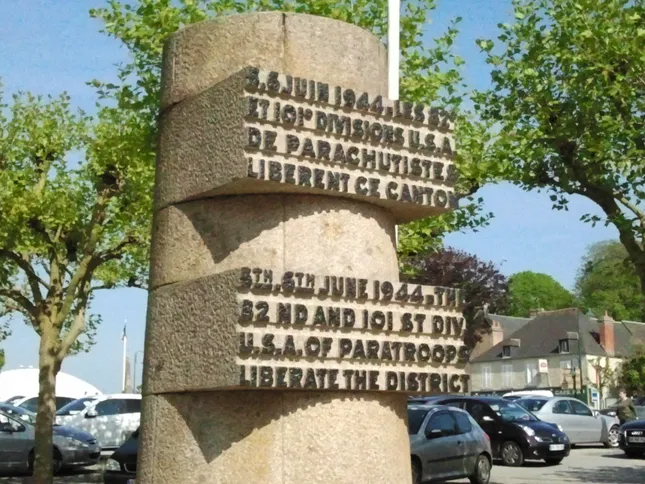 5.6 JUIN 1944. LES 82ᵉ
ET 101ᵉ DIVISIONS U.S.A.
DE PARACHUTISTES
LIBERENT CE CANTON
5TH, 6TH JUNE 1944. THE
82 ND AND 101 ST DIV.
U.S.A. OF PARATROOPS
LIBERATE THE DISTRICT